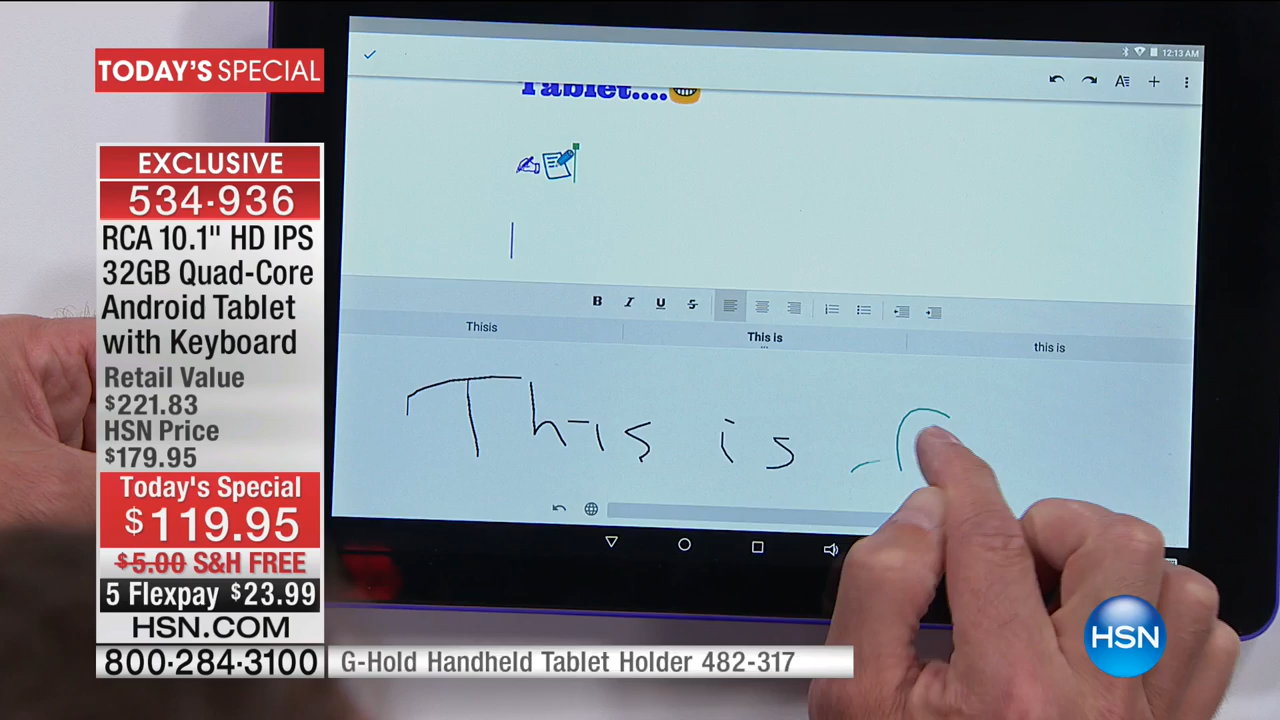 TODAY'S SPECIAL
EXCLUSIVE
534-936
RCA 10.1" HD IPS
32GB Quad-Core
Android Tablet
with Keyboard
Retail Value
$221.83
HSN Price
$179.95
Today's Special
$119.95
$5.00 S&H FREE
5 Flexpay $23.99
HSN.COM
800·284·3100
G-Hold Handheld Tablet Holder 482-317
12:13 AM
Tablet....
B I U S
Thisis
This is
this is
This is
HSN